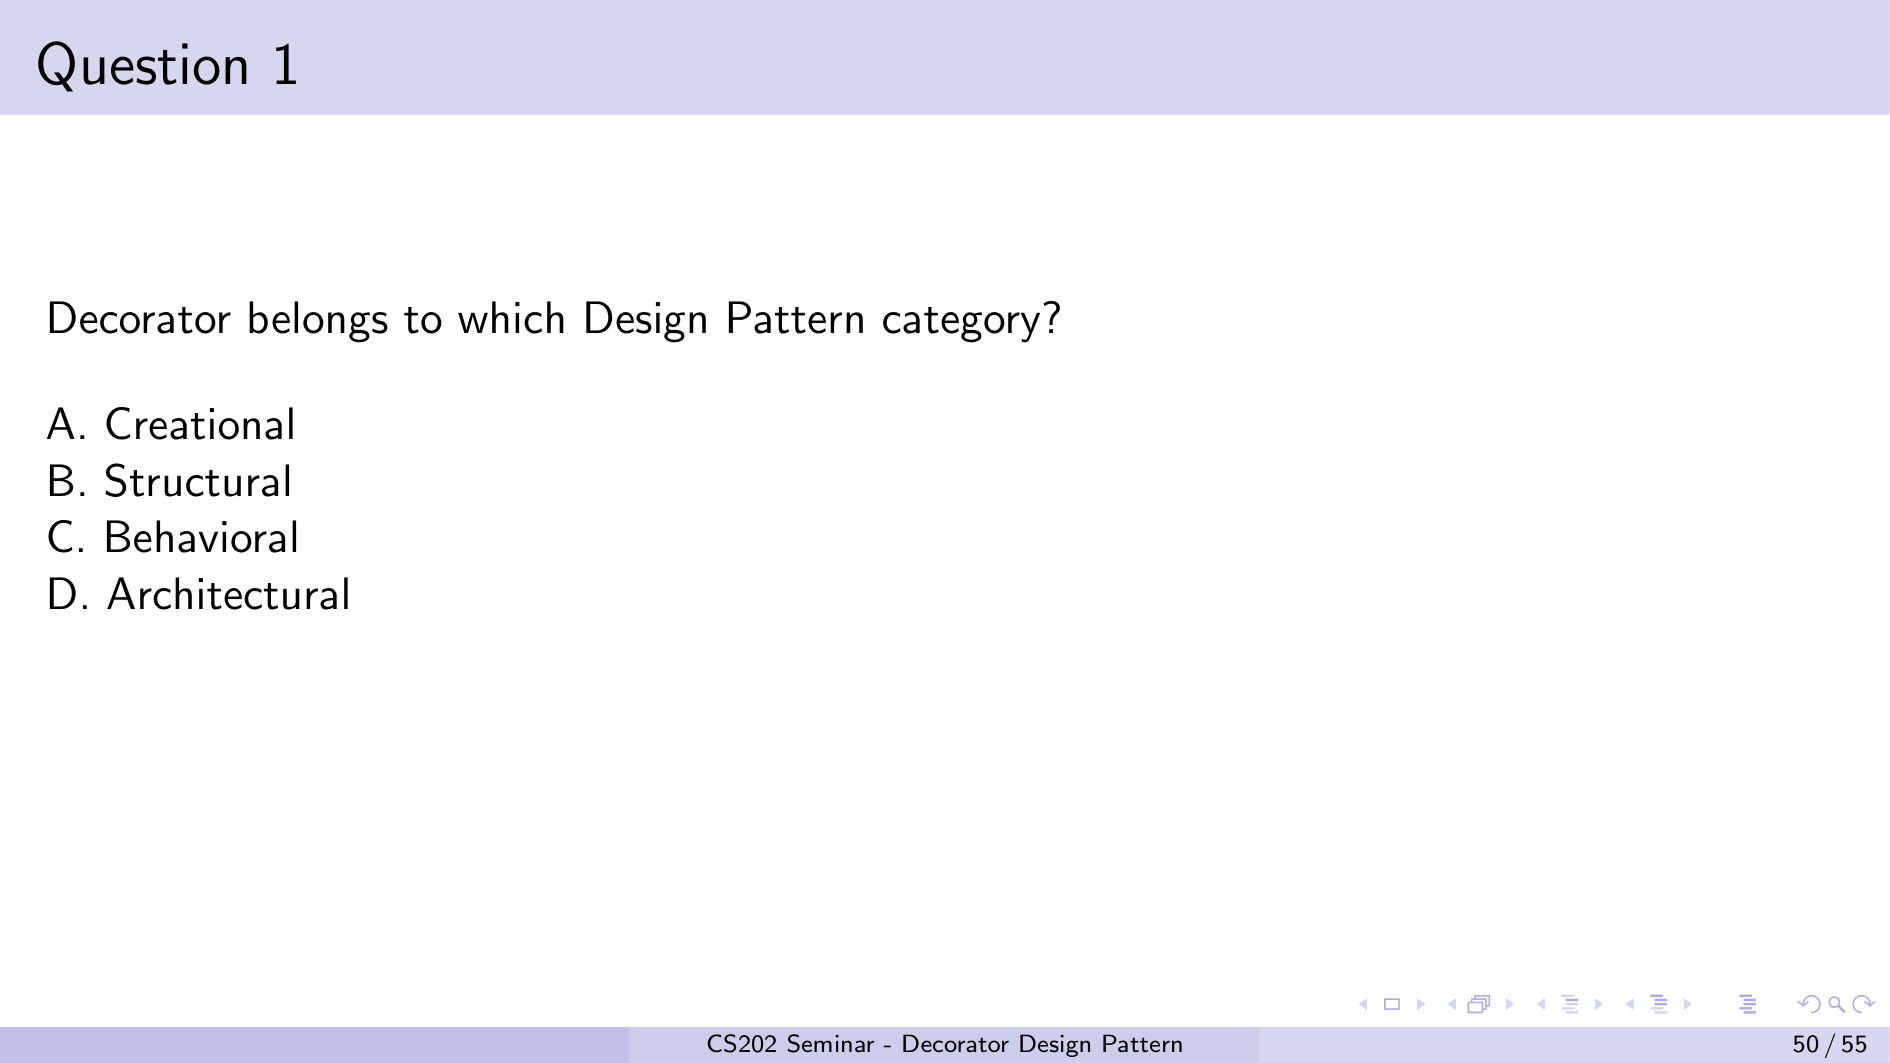 Question 1
Decorator belongs to which Design Pattern category?
A. Creational
B. Structural
C. Behavioral
D. Architectural
CS202 Seminar - Decorator Design Pattern
50 / 55